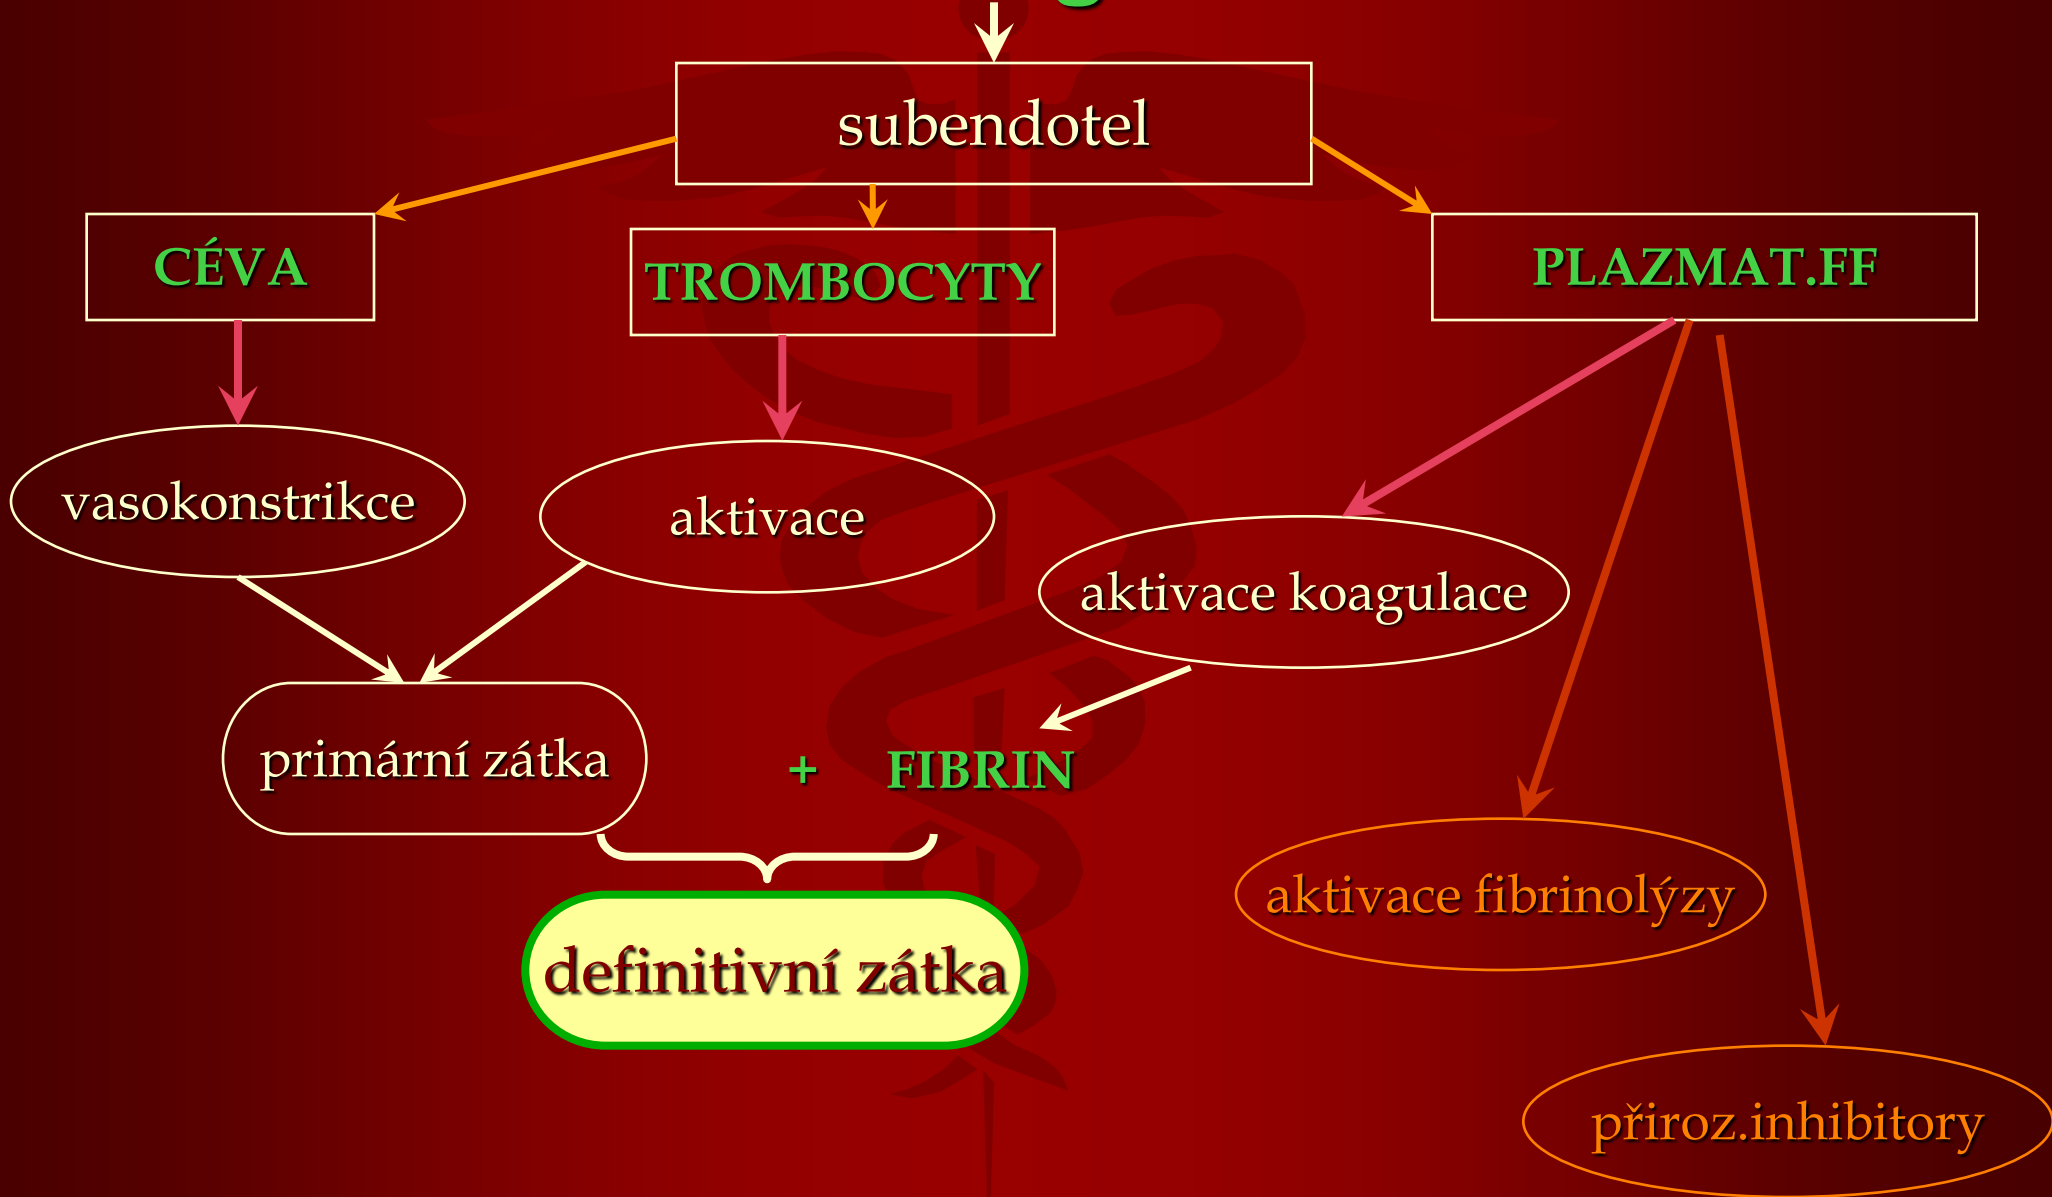 subendotel
CÉVA
TROMBOCYTY
PLAZMAT.FF
vasokonstrikce
aktivace
aktivace koagulace
primární zátka
+ FIBRIN
aktivace fibrinolýzy
definitivní zátka
přiroz.inhibitory